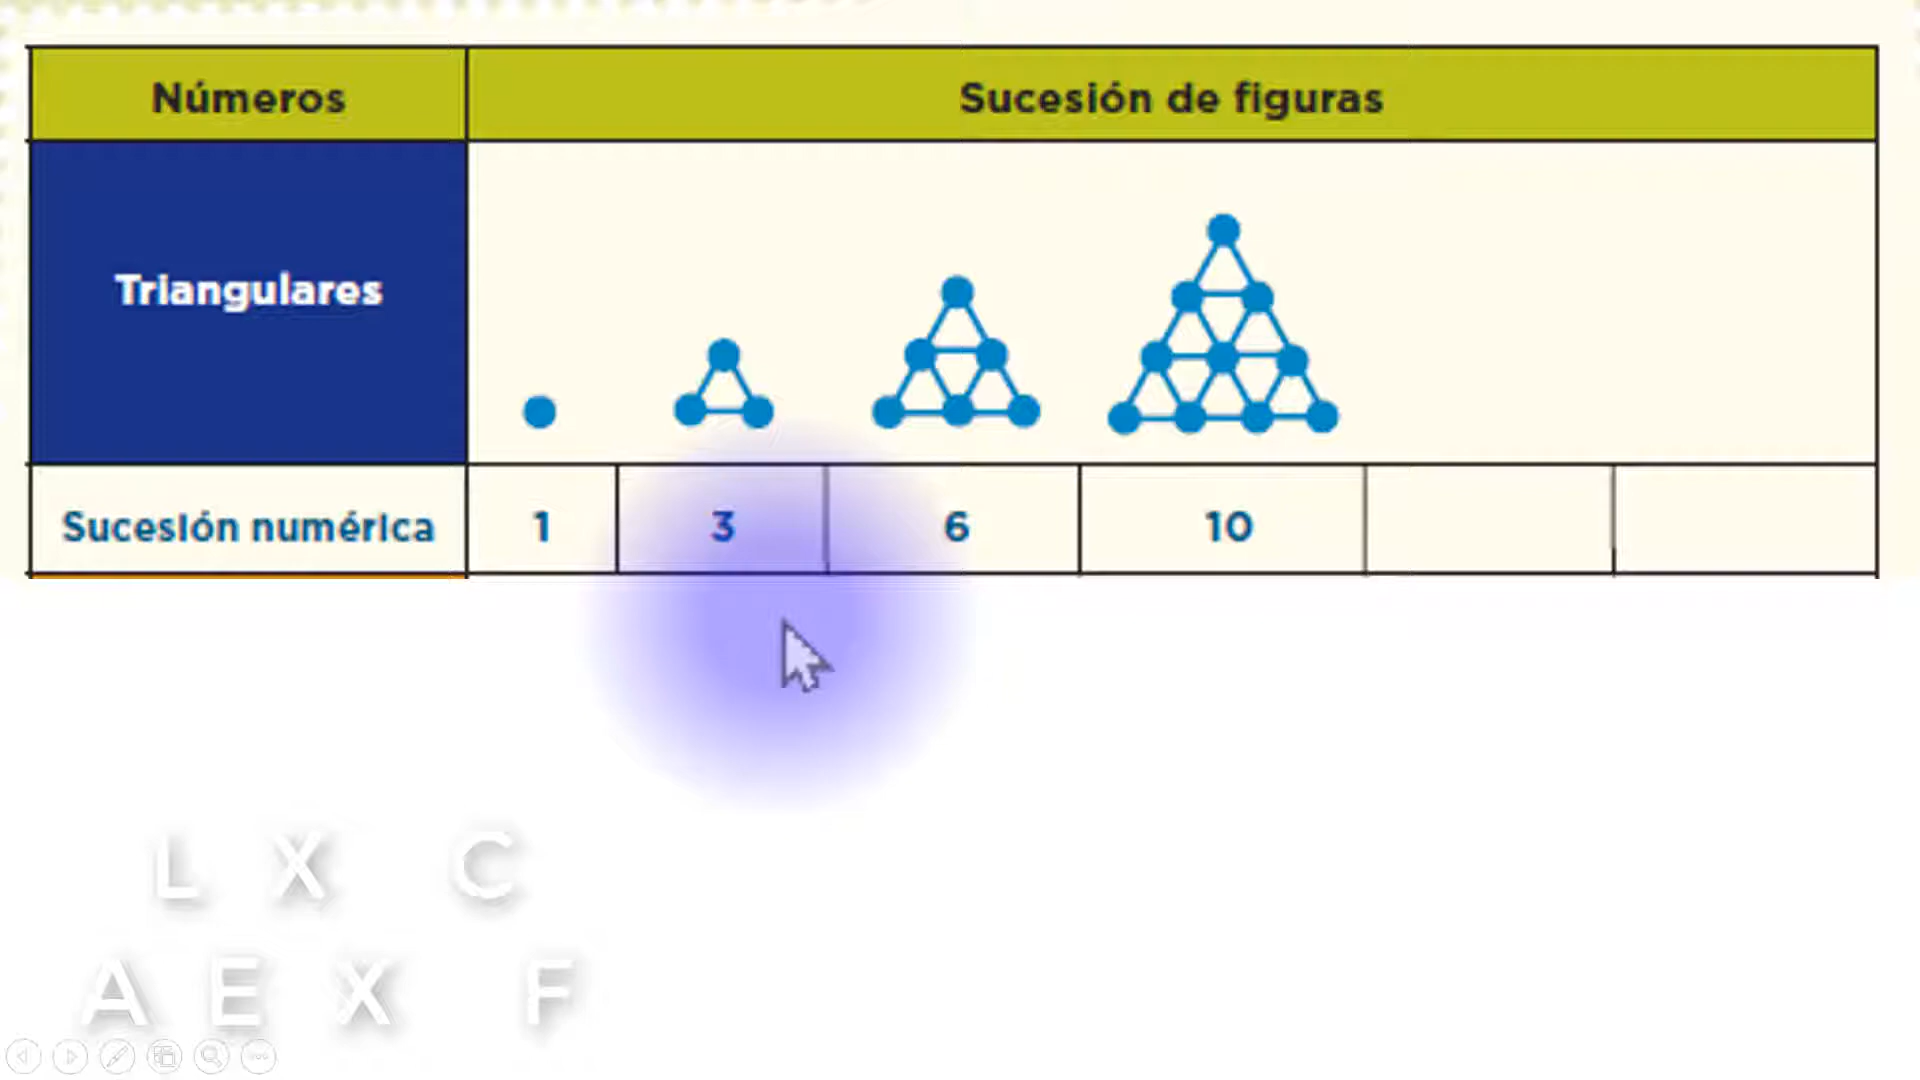 Números Sucesión de figuras
Triangulares
Sucesión numérica 1 3 6 10
L X C
A E X F